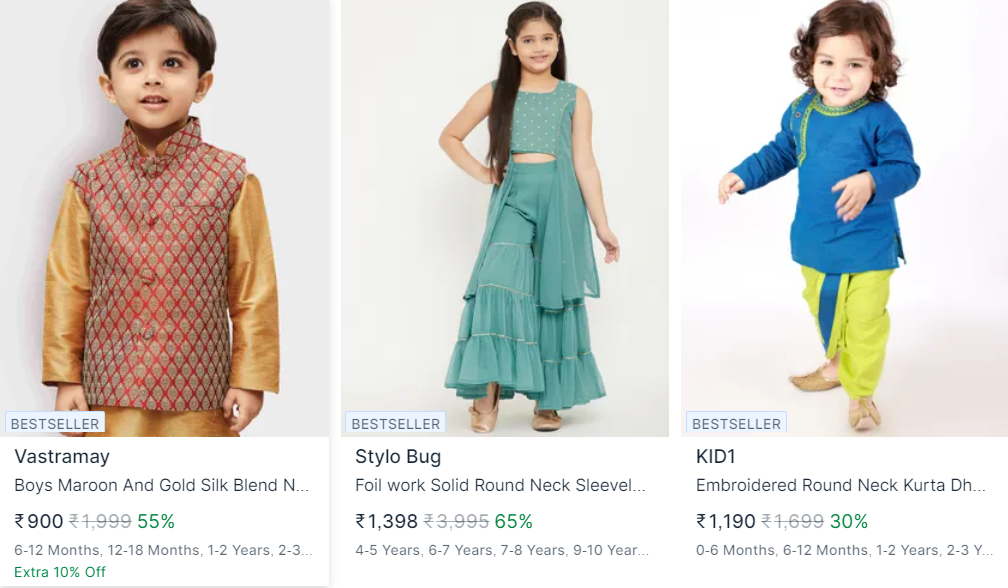 BESTSELLER
Vastramay
Boys Maroon And Gold Silk Blend N...
₹900 ₹1,999 55%
6-12 Months, 12-18 Months, 1-2 Years, 2-3...
Extra 10% Off
BESTSELLER
Stylo Bug
Foil work Solid Round Neck Sleevel...
₹1,398 ₹3,995 65%
4-5 Years, 6-7 Years, 7-8 Years, 9-10 Year...
BESTSELLER
KID1
Embroidered Round Neck Kurta Dh...
₹1,190 ₹1,699 30%
0-6 Months, 6-12 Months, 1-2 Years, 2-3 Y...